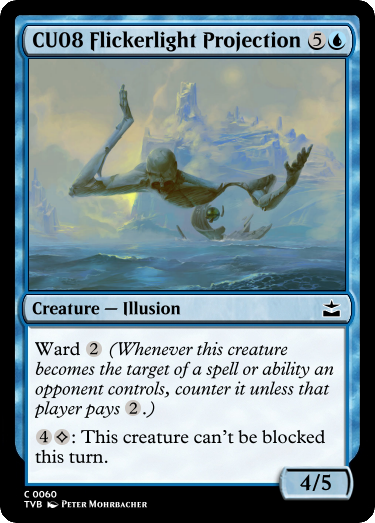 CU08 Flickerlight Projection 5
Creature — Illusion
Ward 2 (Whenever this creature
becomes the target of a spell or ability an
opponent controls, counter it unless that
player pays 2.)
4: This creature can't be blocked
this turn.
4/5
C 0060
TVB Peter Mohrbacher